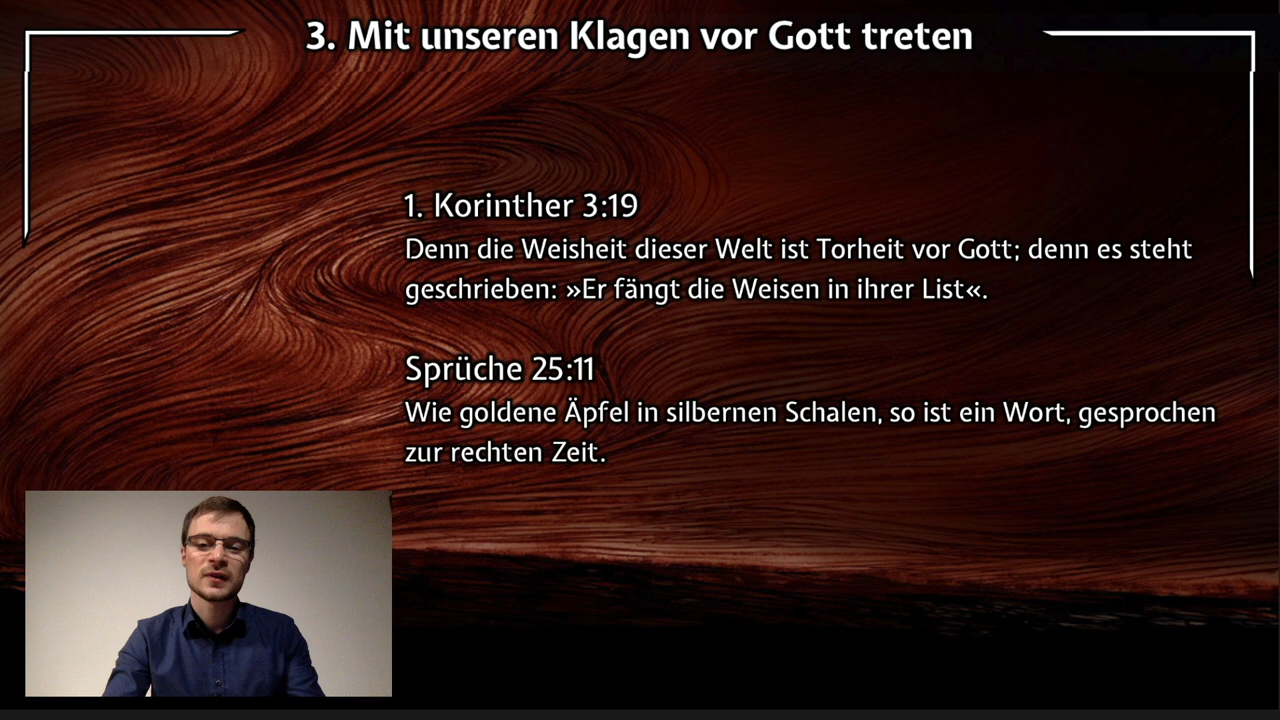 3. Mit unseren Klagen vor Gott treten
1. Korinther 3:19
Denn die Weisheit dieser Welt ist Torheit vor Gott; denn es steht
geschrieben: »Er fängt die Weisen in ihrer List«.
Sprüche 25:11
Wie goldene Äpfel in silbernen Schalen, so ist ein Wort, gesprochen
zur rechten Zeit.